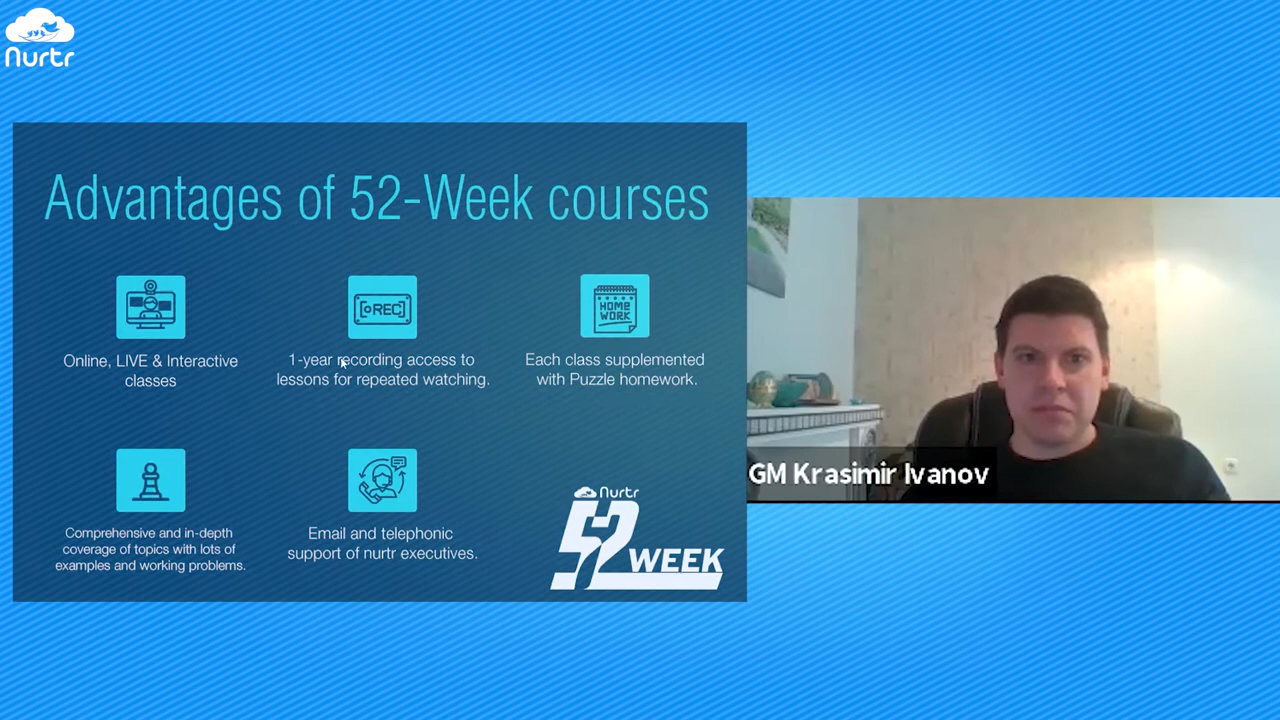 Nurtr
Advantages of 52-Week courses
REC
HOME
WORK
Online, LIVE & Interactive
classes
1-year recording access to
lessons for repeated watching.
Each class supplemented
with Puzzle homework.
Comprehensive and in-depth
coverage of topics with lots of
examples and working problems.
Email and telephonic
support of nurtr executives.
Nurtr
52
WEEK
GM Krasimir Ivanov